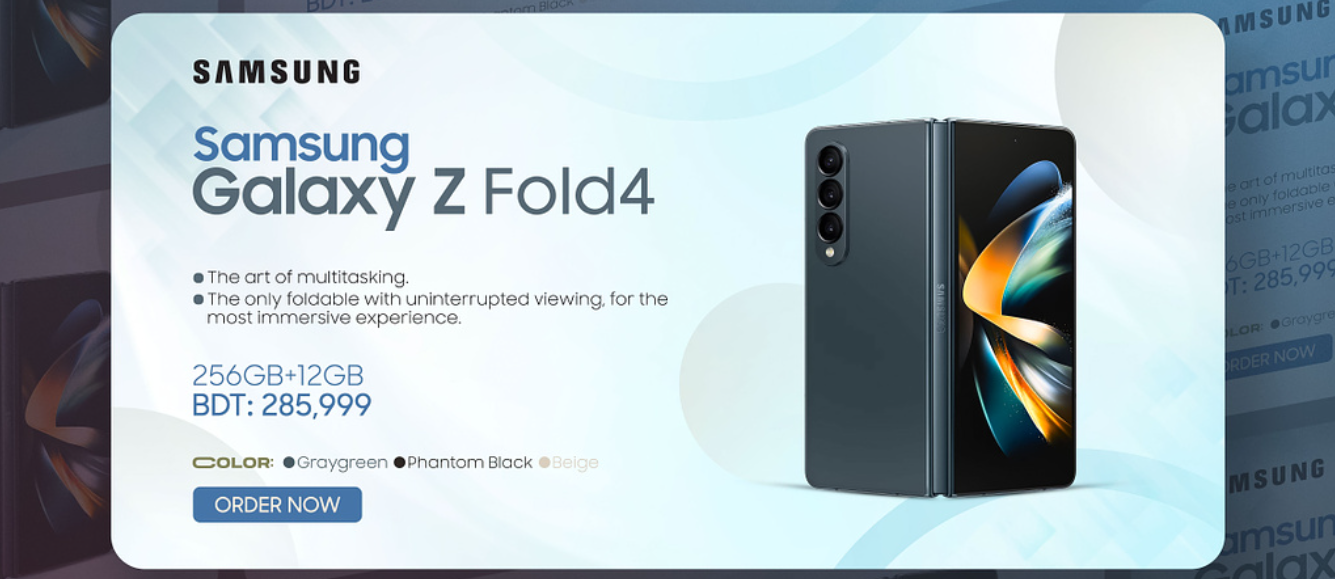 SAMSUNG
Samsung
Galaxy Z Fold4
The art of multitasking.
The only foldable with uninterrupted viewing, for the
most immersive experience.
256GB+12GB
BDT: 285,999
COLOR: Graygreen Phantom Black Beige
ORDER NOW
SAMSUNG